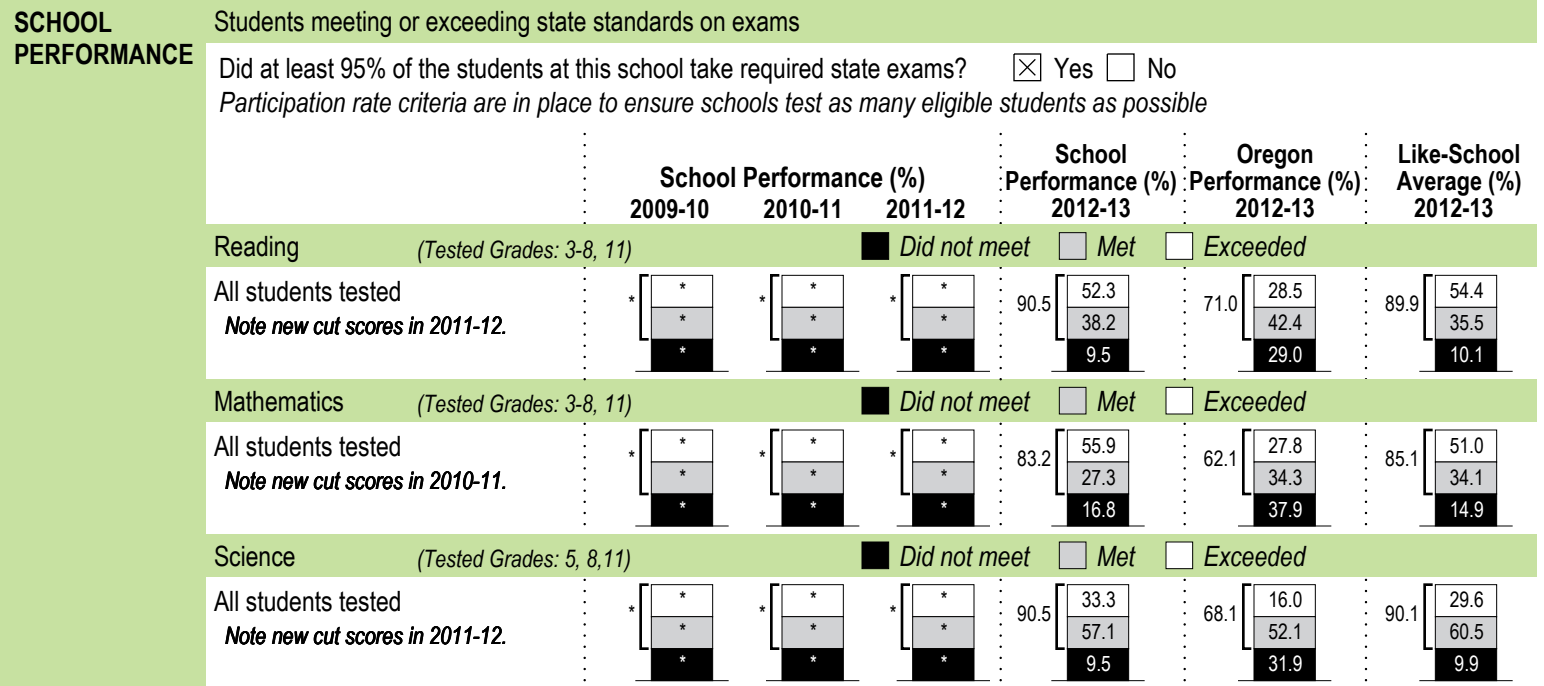 SCHOOL
PERFORMANCE
Students meeting or exceeding state standards on exams
Did at least 95% of the students at this school take required state exams? ☒ Yes ☐ No
Participation rate criteria are in place to ensure schools test as many eligible students as possible
School Performance (%)
2009-10 2010-11 2011-12
School
Performance (%)
2012-13
Oregon
Performance (%)
2012-13
Like-School
Average (%)
2012-13
Reading (Tested Grades: 3-8, 11) Did not meet Met Exceeded
All students tested
Note new cut scores in 2011-12.
* * * * * * 90.5 52.3 71.0 28.5 89.9 54.4
* * * 38.2 42.4 35.5
* * * 9.5 29.0 10.1
Mathematics (Tested Grades: 3-8, 11) Did not meet Met Exceeded
All students tested
Note new cut scores in 2010-11.
* * * * * * 83.2 55.9 62.1 27.8 85.1 51.0
* * * 27.3 34.3 34.1
* * * 16.8 37.9 14.9
Science (Tested Grades: 5, 8,11) Did not meet Met Exceeded
All students tested
Note new cut scores in 2011-12.
* * * * * * 90.5 33.3 68.1 16.0 90.1 29.6
* * * 57.1 52.1 60.5
* * * 9.5 31.9 9.9